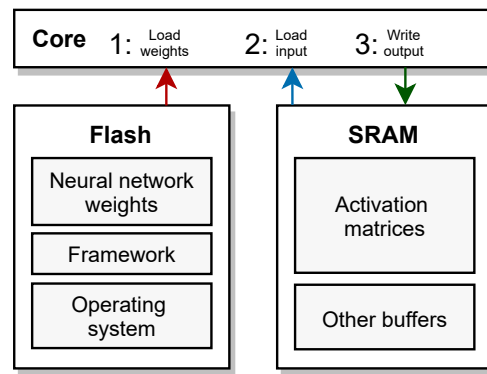 Core
1: Load weights
2: Load input
3: Write output
Flash
Neural network
weights
Framework
Operating
system
SRAM
Activation
matrices
Other buffers